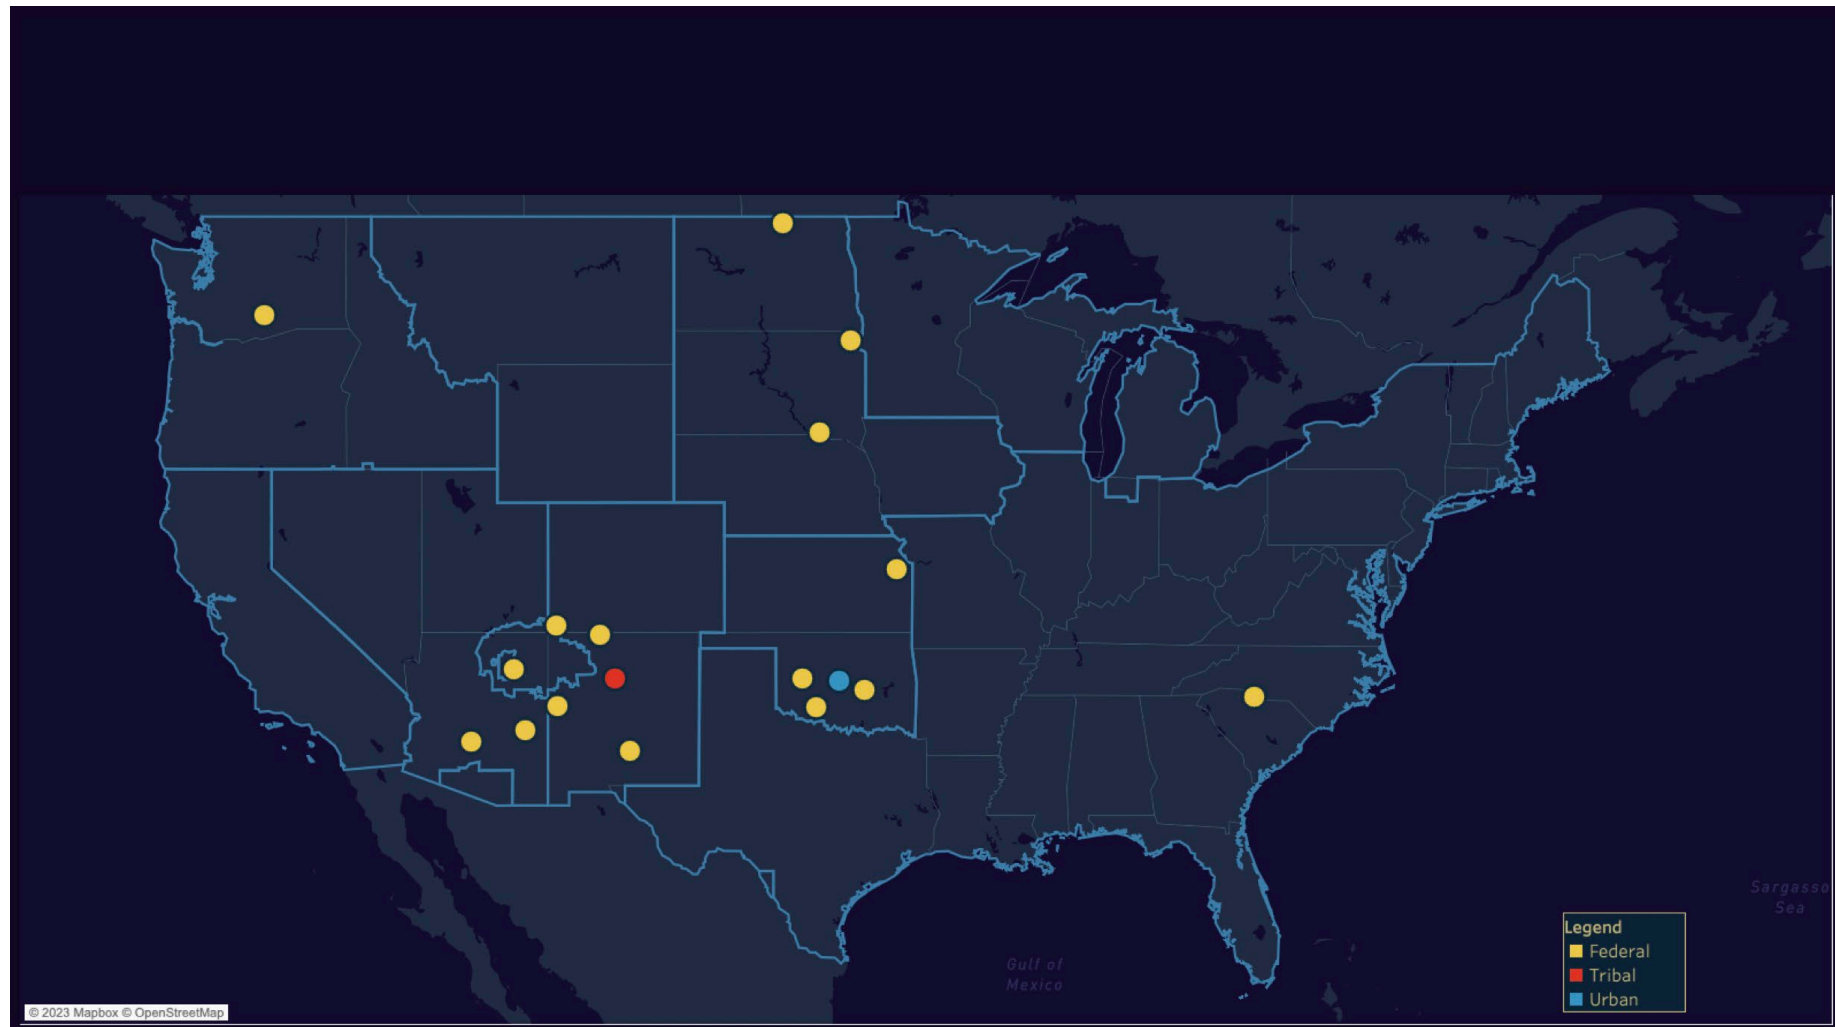 Sargasso
Sea
Gulf of
Mexico
Legend
Federal
Tribal
Urban
© 2023 Mapbox © OpenStreetMap